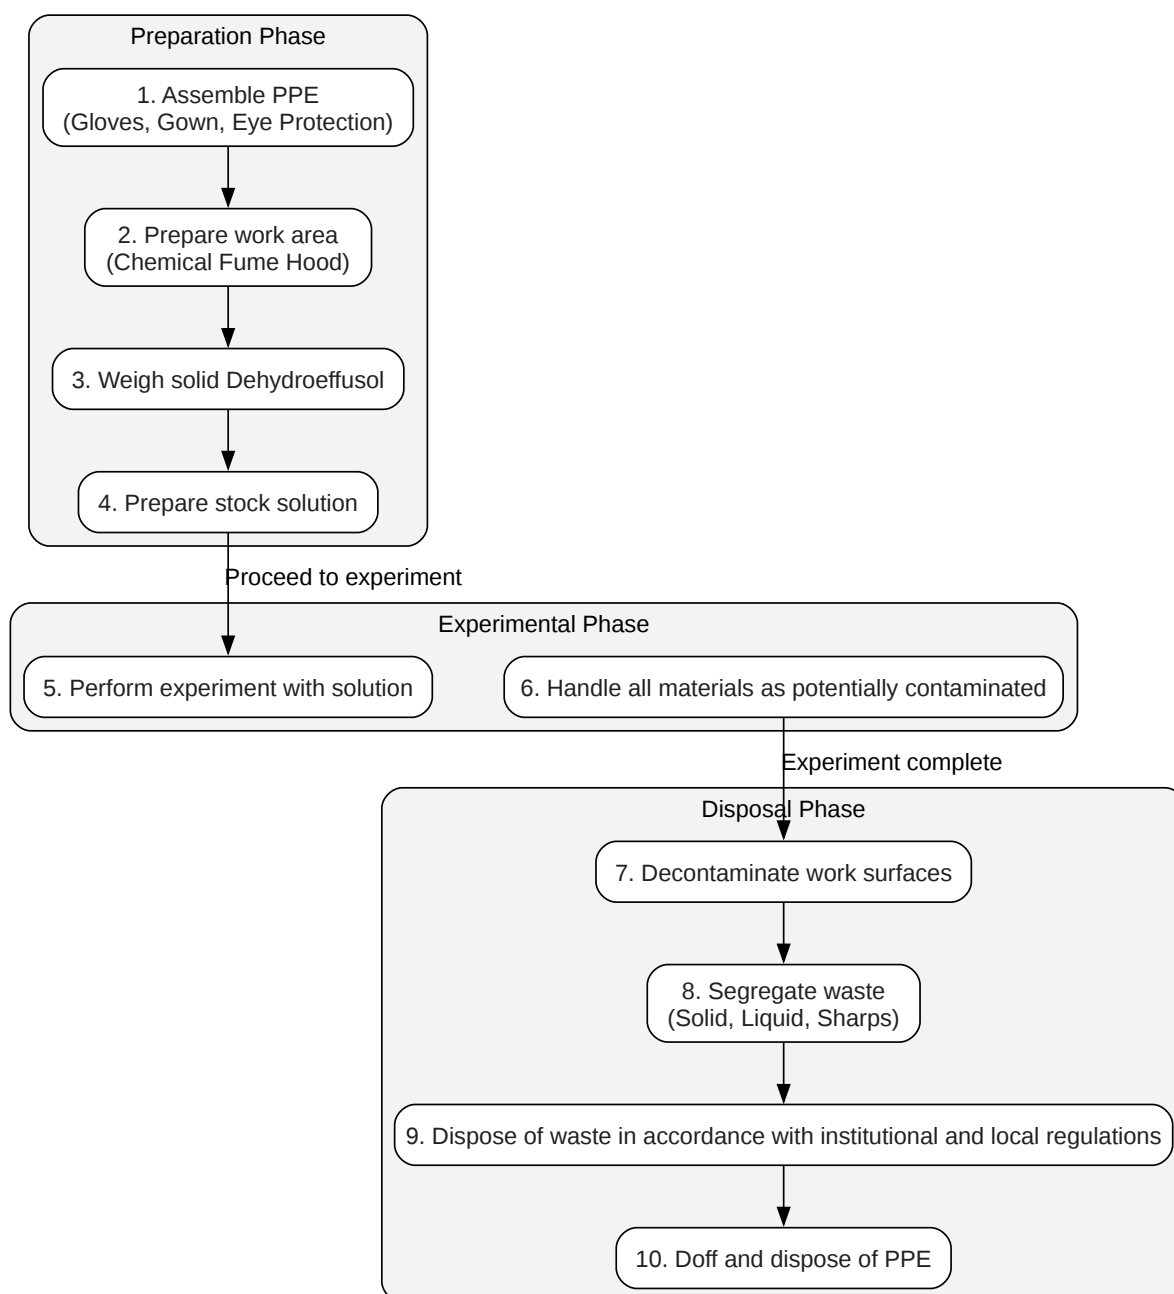 Preparation Phase
1. Assemble PPE
(Gloves, Gown, Eye Protection)
2. Prepare work area
(Chemical Fume Hood)
3. Weigh solid Dehydroeffusol
4. Prepare stock solution
Proceed to experiment
Experimental Phase
5. Perform experiment with solution
6. Handle all materials as potentially contaminated
Experiment complete
Disposal Phase
7. Decontaminate work surfaces
8. Segregate waste
(Solid, Liquid, Sharps)
9. Dispose of waste in accordance with institutional and local regulations
10. Doff and dispose of PPE